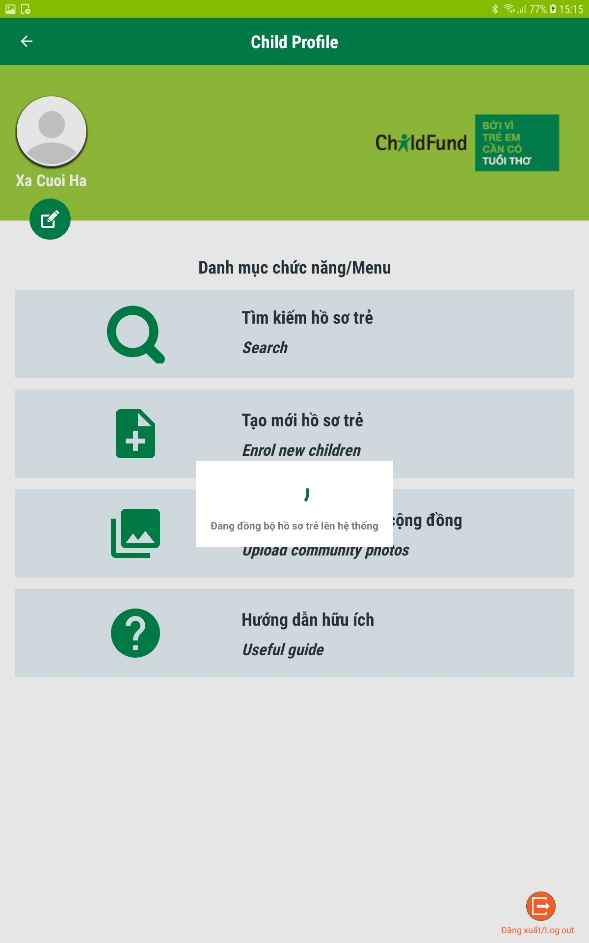 77% 15:15
Child Profile
ChildFund
BỞI VÌ
TRẺ EM
CẦN CÓ
TUỔI THƠ
Xa Cuoi Ha
Danh mục chức năng/Menu
Tìm kiếm hồ sơ trẻ
Search
Tạo mới hồ sơ trẻ
Enrol new children
Đang đồng bộ hồ sơ trẻ lên hệ thống
cộng đồng
Upload community photos
Hướng dẫn hữu ích
Useful guide
Đăng xuất/Log out